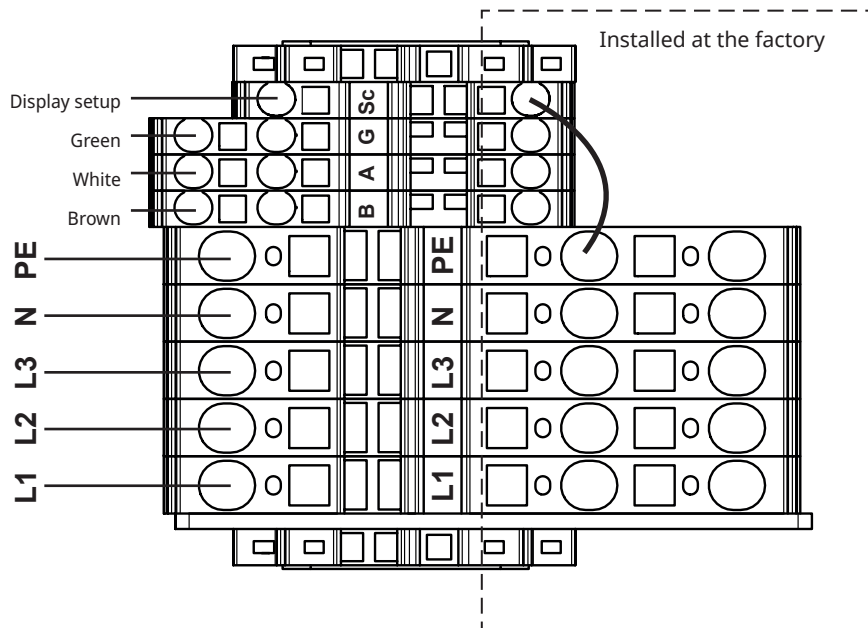 Installed at the factory
Display setup
Sc
Green
G
White
A
Brown
B
PE
PE
N
N
L3
L3
L2
L2
L1
L1